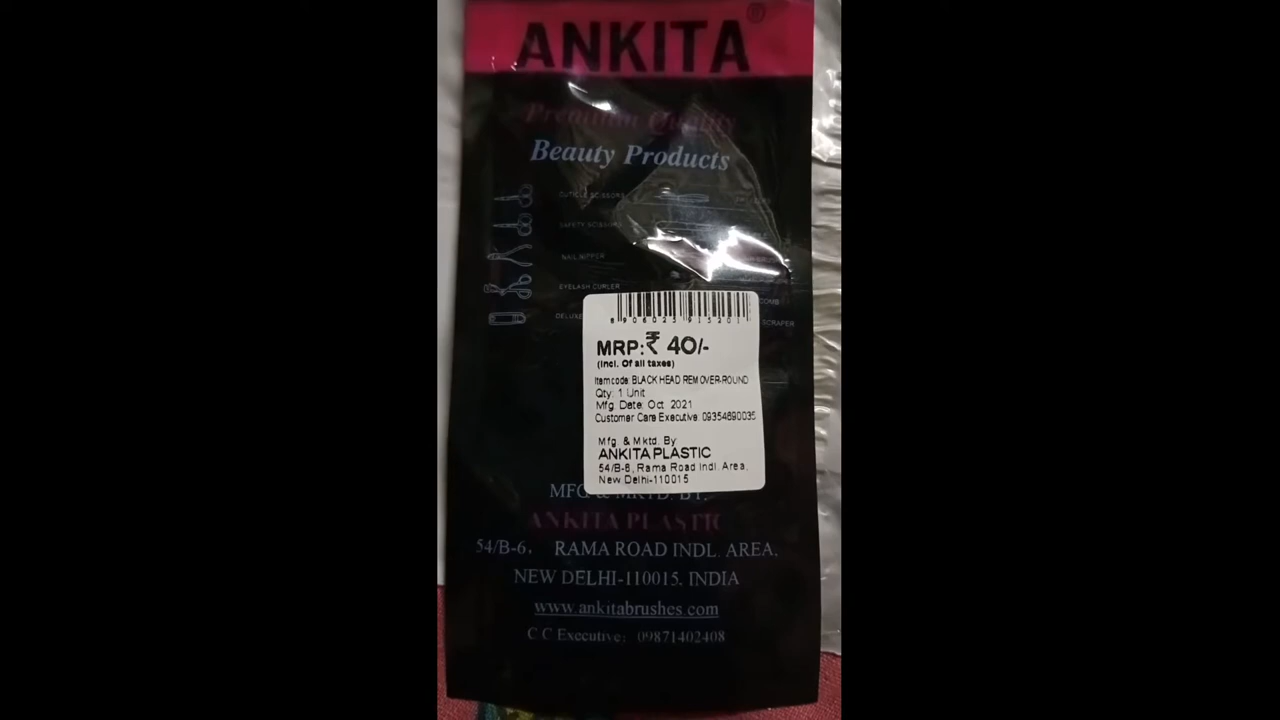 ANKITA®
Premium Quality
Beauty Products
CUTICLE SCISSORS
SAFETY SCISSORS
NAIL NIPPER
EYELASH CURLER
DELUXE
COMB
SCRAPER
MRP:₹ 40/-
(Incl. Of all taxes)
Itemcode: BLACK HEAD REMOVER-ROUND
Qty: 1 Unit
Mfg. Date: Oct. 2021
Customer Care Executive: 09354690035
Mfg. & Mktd. By
ANKITA PLASTIC
54/B-6, Rama Road Indl. Area,
New Delhi-110015
MFG & MKTD. BY:
ANKITA PLASTIC
54/B-6, RAMA ROAD INDL. AREA,
NEW DELHI-110015. INDIA
www.ankitabrushes.com
C C Executive: 09871402408